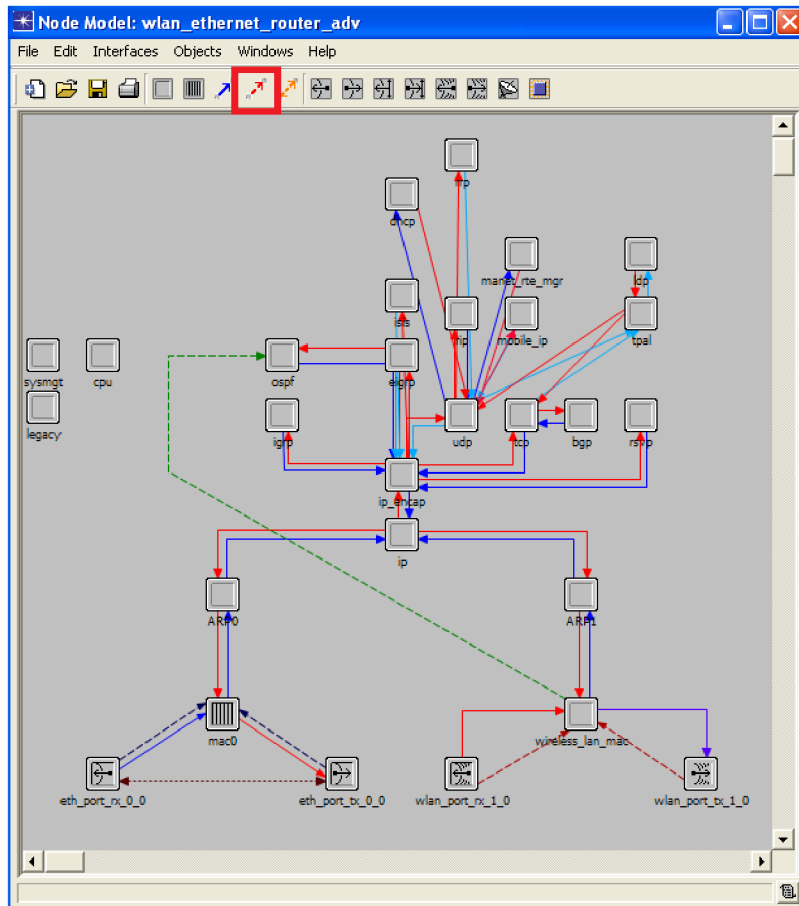 Node Model: wlan_ethernet_router_adv
File Edit Interfaces Objects Windows Help
dhcp
manet_rte_mgr
ldp
isis
rip
mobile_ip
tpal
sysmgt
cpu
ospf
eigrp
legacy
igrp
udp
tcp
bgp
rsvp
ip_encap
ip
ARP0
ARP1
mac0
wireless_lan_mac
eth_port_rx_0_0
eth_port_tx_0_0
wlan_port_rx_1_0
wlan_port_tx_1_0